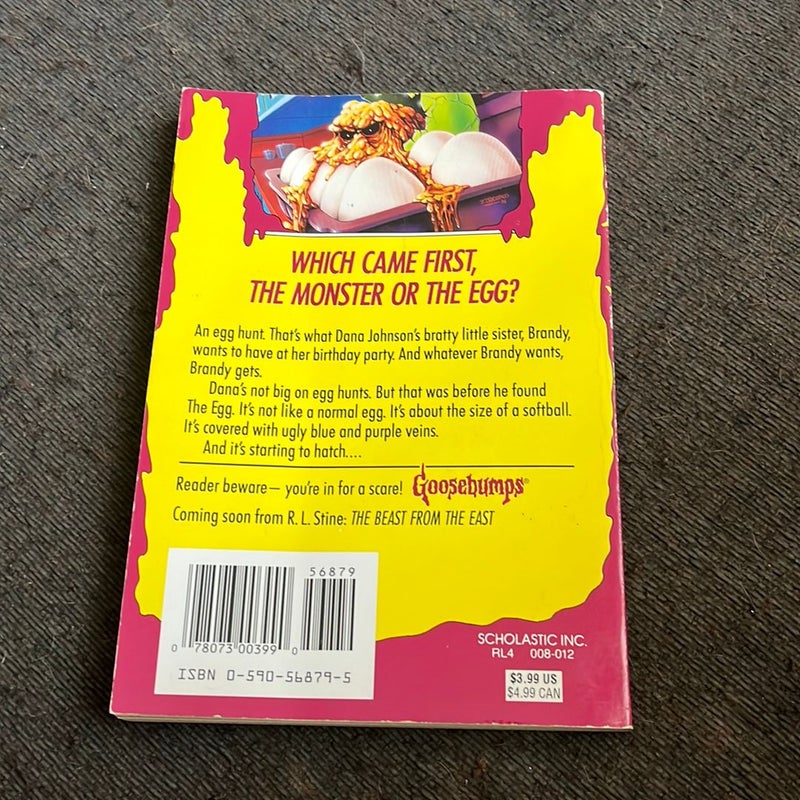 WHICH CAME FIRST,
THE MONSTER OR THE EGG?
An egg hunt. That's what Dana Johnson's bratty little sister, Brandy,
wants to have at her birthday party. And whatever Brandy wants,
Brandy gets.
Dana's not big on egg hunts. But that was before he found
The Egg. It's not like a normal egg. It's about the size of a softball.
It's covered with ugly blue and purple veins.
And it's starting to hatch....
Reader beware— you're in for a scare! Goosebumps®
Coming soon from R. L. Stine: THE BEAST FROM THE EAST
56879
0 78073 00399 0
ISBN 0-590-56879-5
SCHOLASTIC INC.
RL4 008-012
$3.99 US
$4.99 CAN